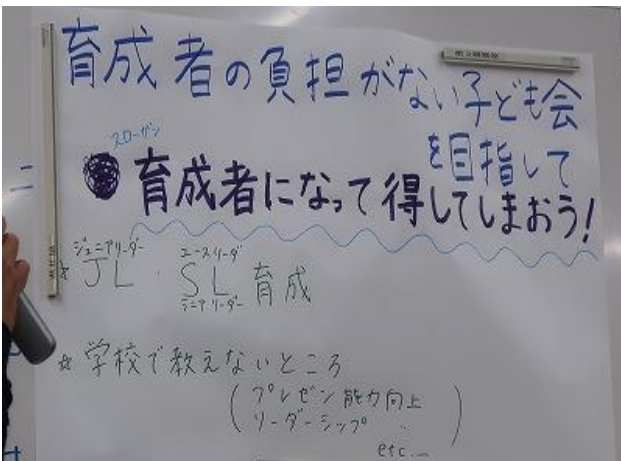 育成者の負担がない子ども会
を目指して
スローガン
育成者になって得してしまおう!
ジュニアリーダー ユースリーダー
☆JL・SL育成
シニアリーダー
☆学校で教えないところ
(プレゼン能力向上
リーダーシップ 〃)
etc...